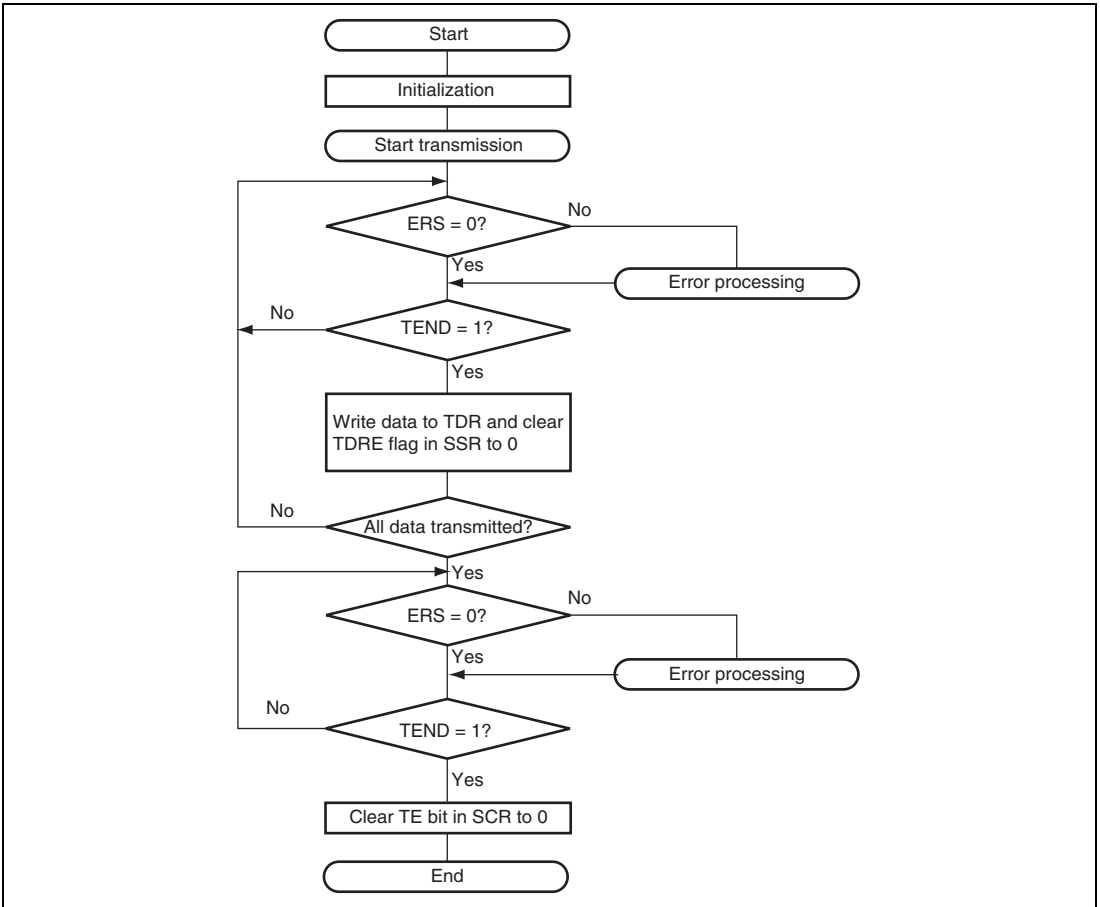 Start
Initialization
Start transmission
ERS = 0?
No
Yes
Error processing
No
TEND = 1?
Yes
Write data to TDR and clear
TDRE flag in SSR to 0
No
All data transmitted?
Yes
ERS = 0?
No
Yes
Error processing
No
TEND = 1?
Yes
Clear TE bit in SCR to 0
End